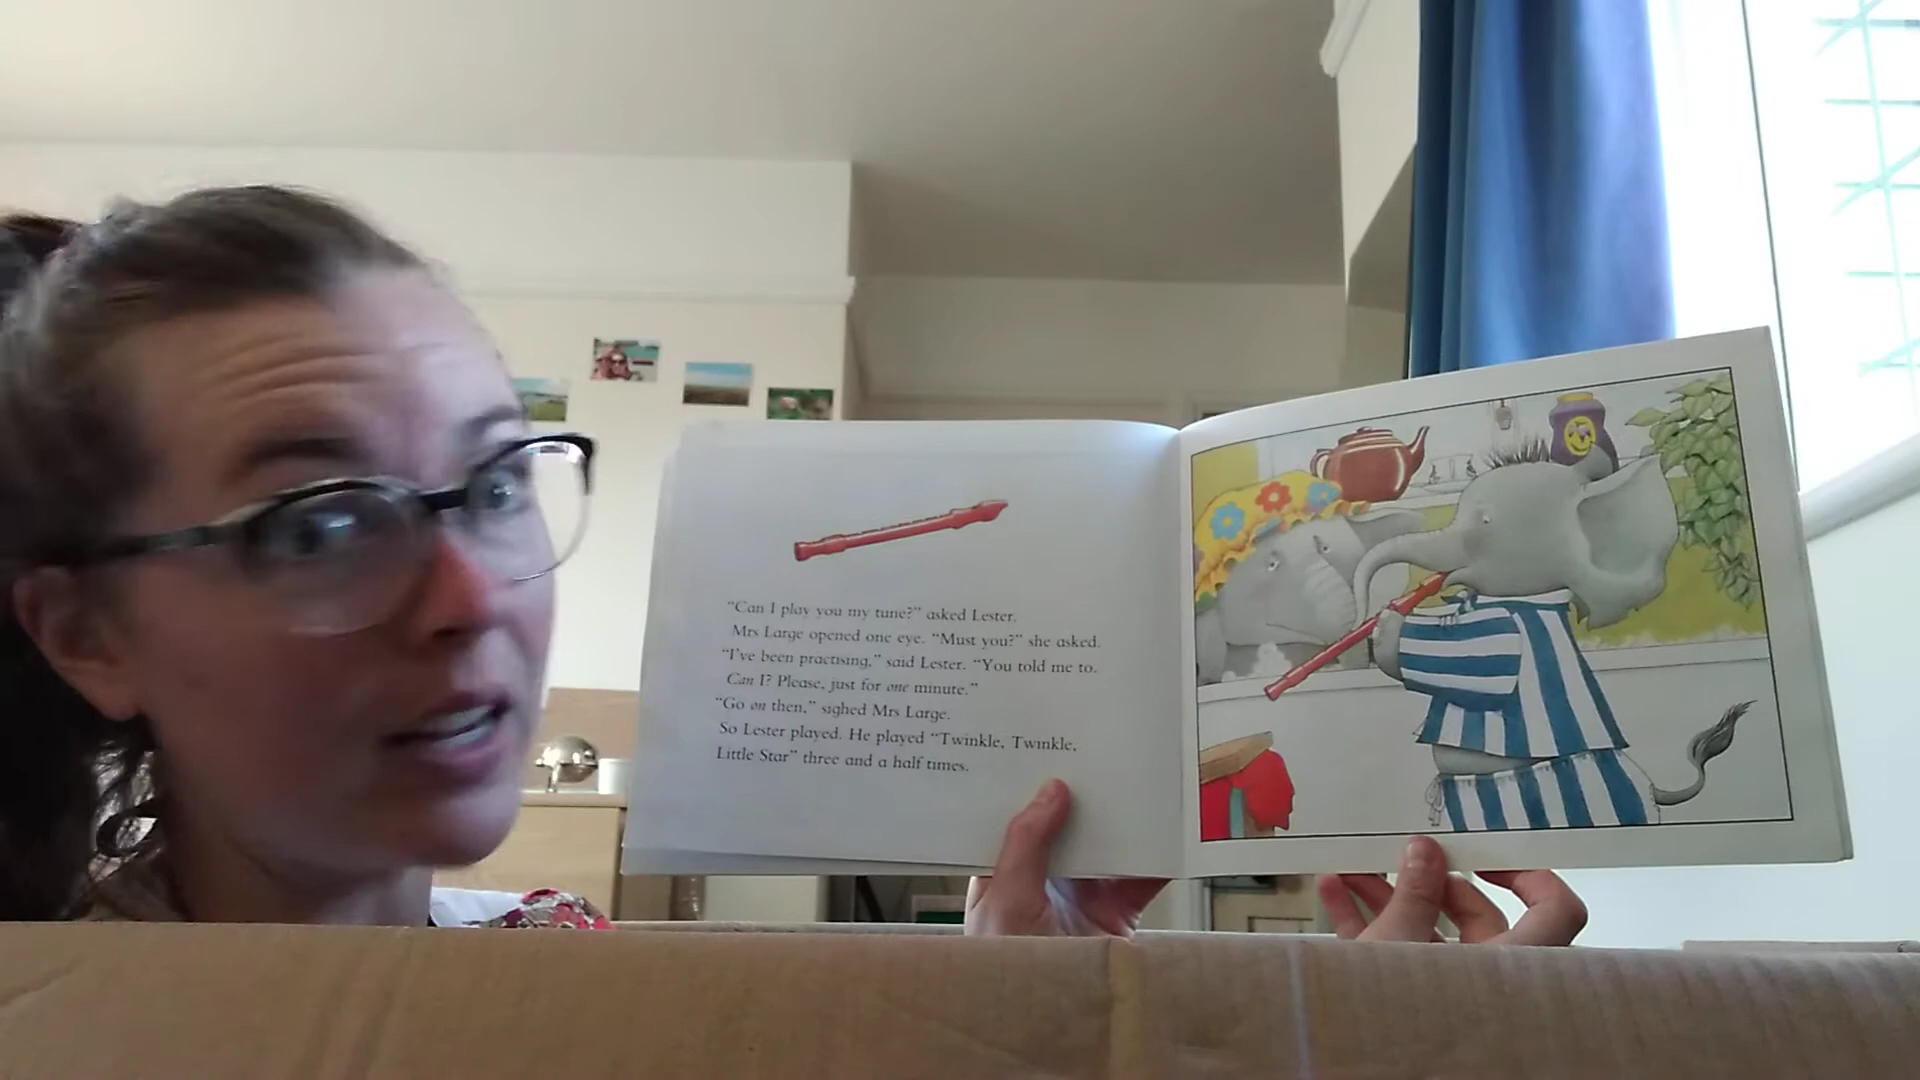 "Can I play you my tune?" asked Lester.
Mrs Large opened one eye. "Must you?" she asked.
"I've been practising," said Lester. "You told me to.
Can I? Please, just for one minute."
"Go on then," sighed Mrs Large.
So Lester played. He played "Twinkle, Twinkle,
Little Star" three and a half times.